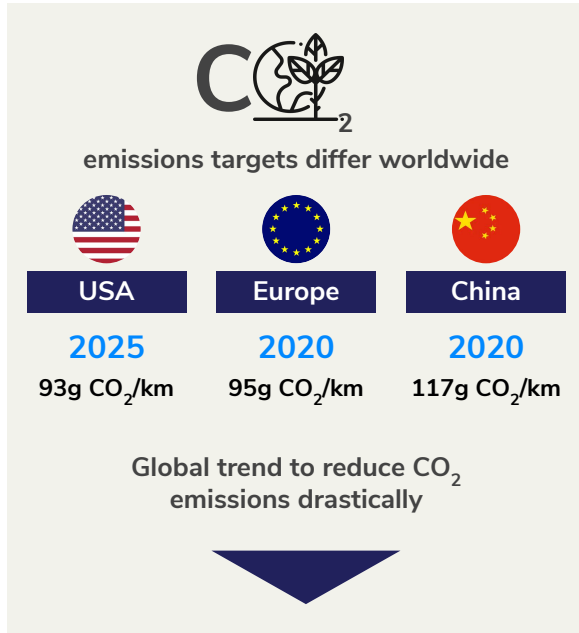 CO₂
emissions targets differ worldwide
USA Europe China
2025 2020 2020
93g CO₂/km 95g CO₂/km 117g CO₂/km
Global trend to reduce CO₂
emissions drastically